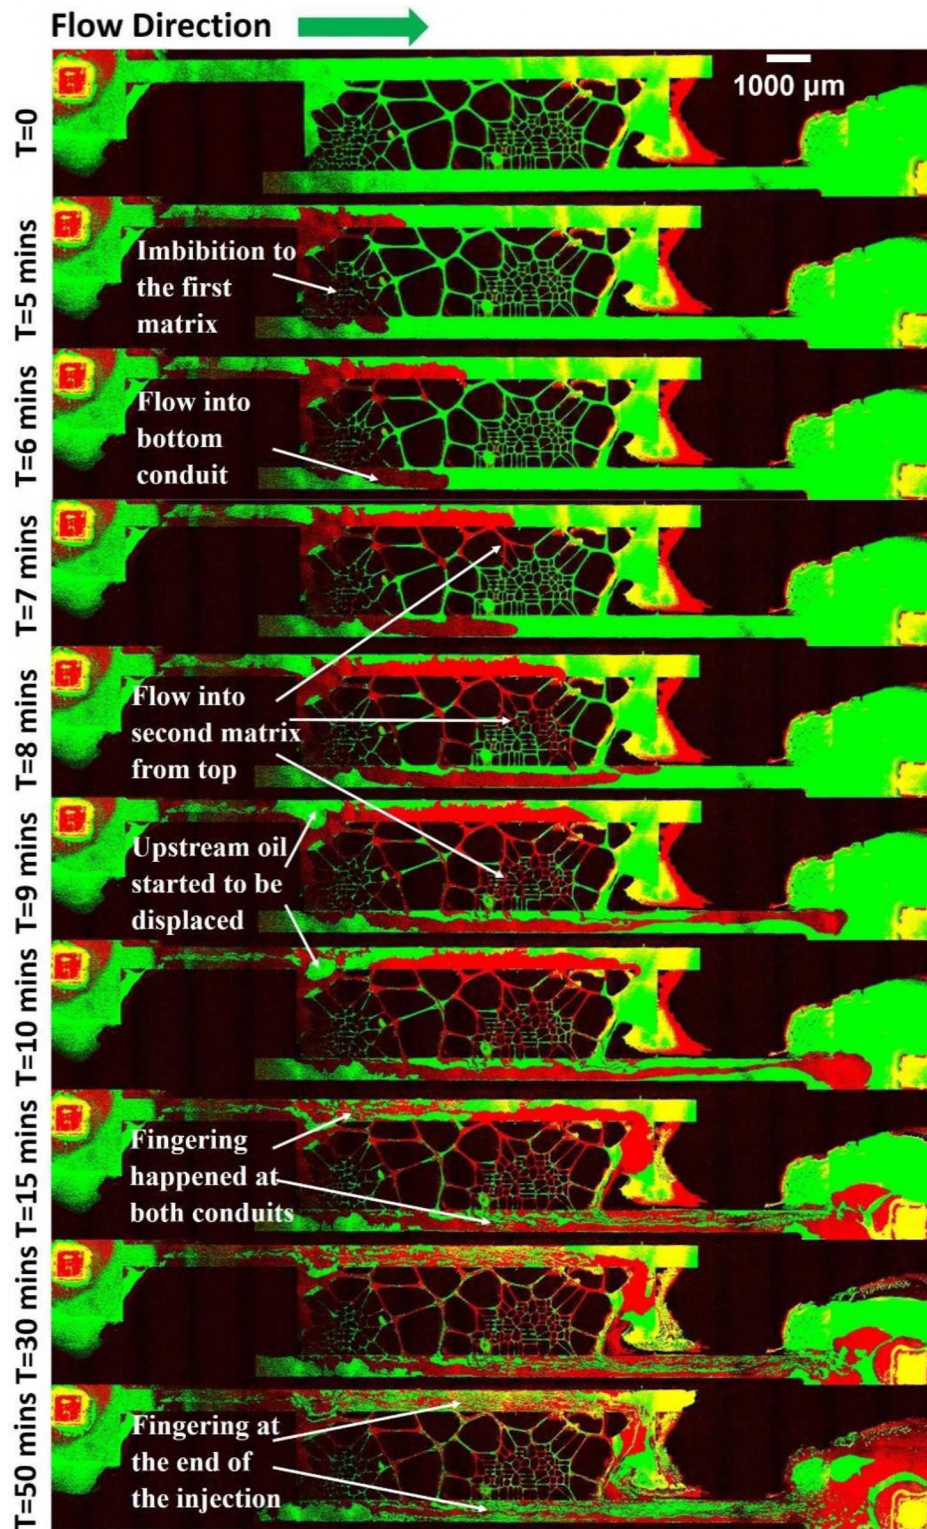 Flow Direction
1000 μm
T=0
T=5 mins
Imbibition to
the first
matrix
T=6 mins
Flow into
bottom
conduit
T=7 mins
T=8 mins
Flow into
second matrix
from top
T=9 mins
Upstream oil
started to be
displaced
T=10 mins
T=15 mins
Fingering
happened at
both conduits
T=30 mins
T=50 mins
Fingering at
the end of
the injection